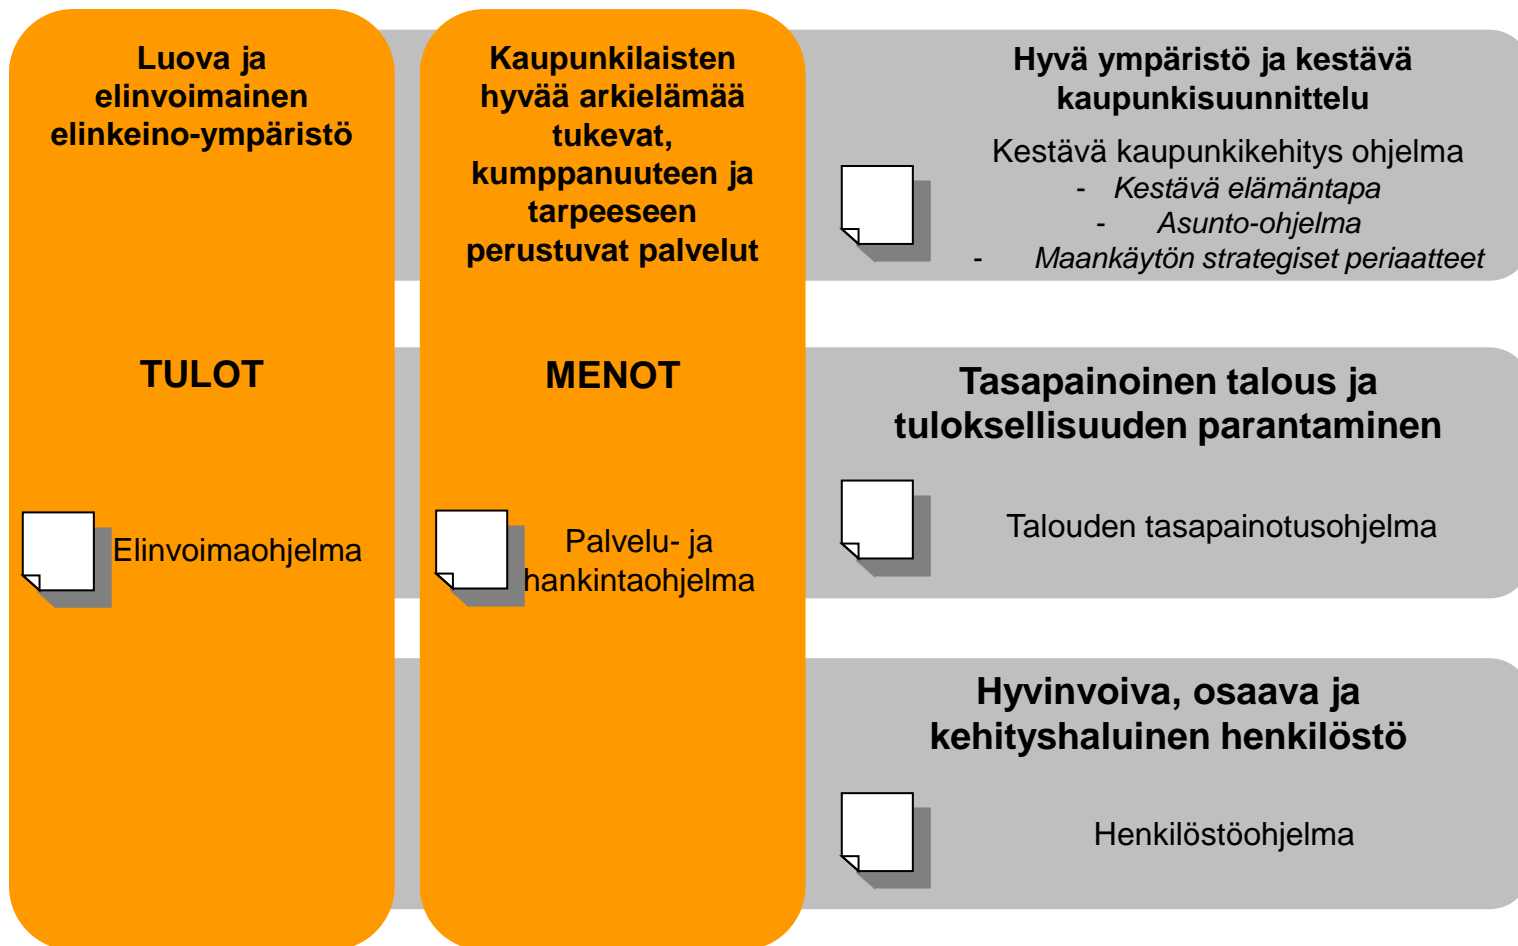 Luova ja
elinvoimainen
elinkeino-ympäristö
TULOT
Elinvoimaohjelma
Kaupunkilaisten
hyvää arkielämää
tukevat,
kumppanuuteen ja
tarpeeseen
perustuvat palvelut
MENOT
Palvelu- ja
hankintaohjelma
Hyvä ympäristö ja kestävä
kaupunkisuunnittelu
Kestävä kaupunkikehitys ohjelma
- Kestävä elämäntapa
- Asunto-ohjelma
- Maankäytön strategiset periaatteet
Tasapainoinen talous ja
tuloksellisuuden parantaminen
Talouden tasapainotusohjelma
Hyvinvoiva, osaava ja
kehityshaluinen henkilöstö
Henkilöstöohjelma